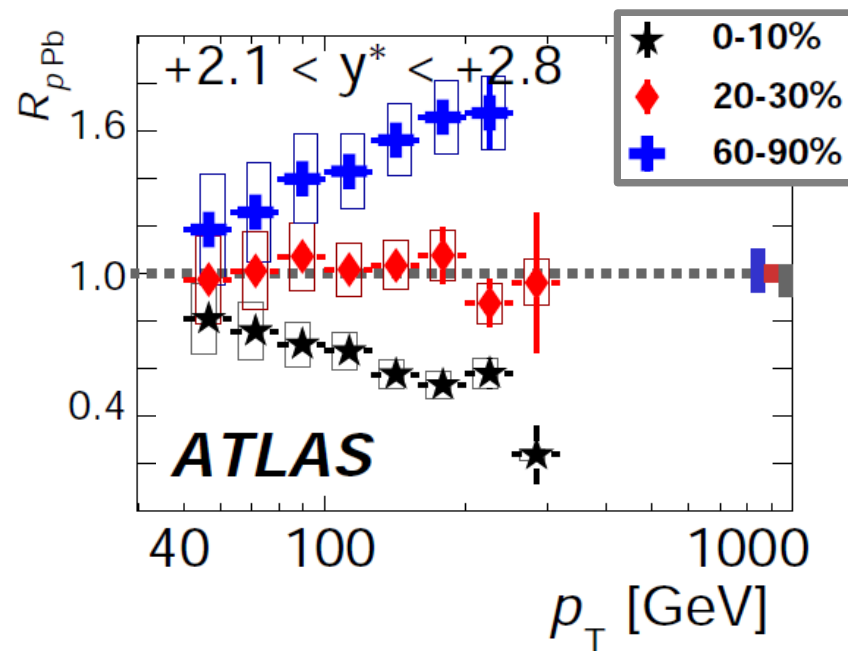 +2.1 < y* < +2.8
0-10%
20-30%
60-90%
R_pPb
1.6
1.0
0.4
ATLAS
40 100 1000
p_T [GeV]